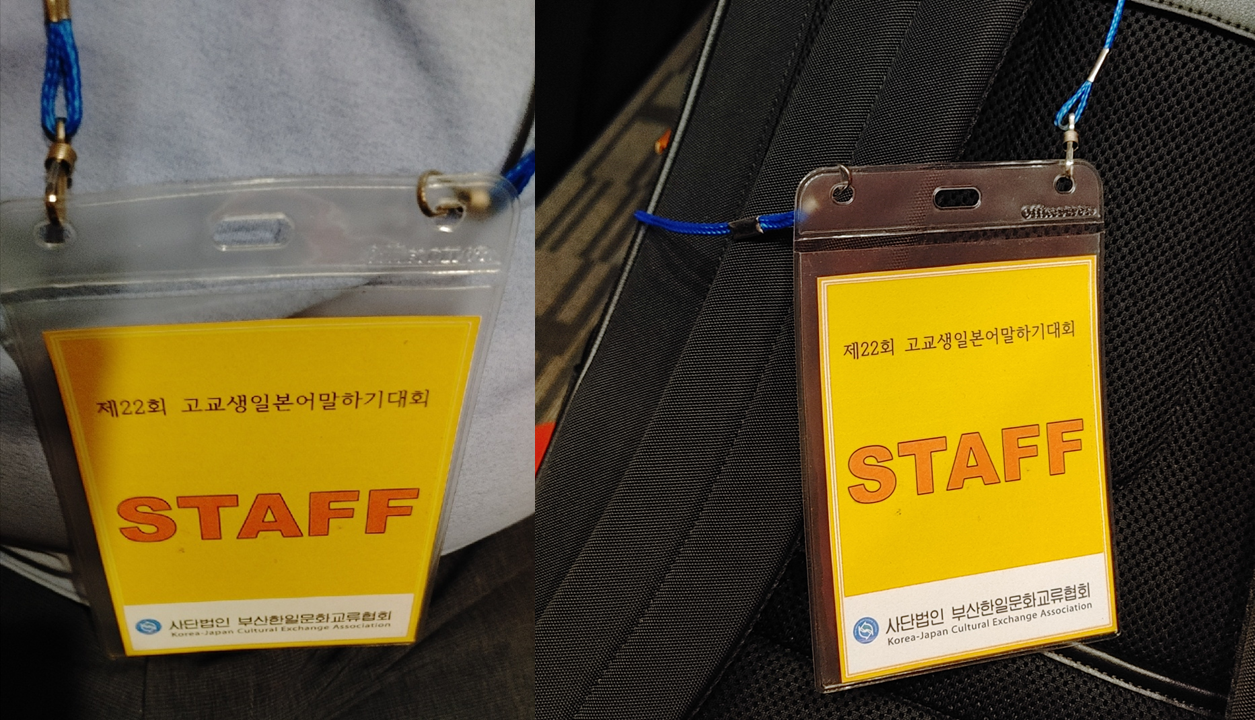 제22회 고교생일본어말하기대회
STAFF
사단법인 부산한일문화교류협회
Korea-Japan Cultural Exchange Association
제22회 고교생일본어말하기대회
STAFF
사단법인 부산한일문화교류협회
Korea-Japan Cultural Exchange Association